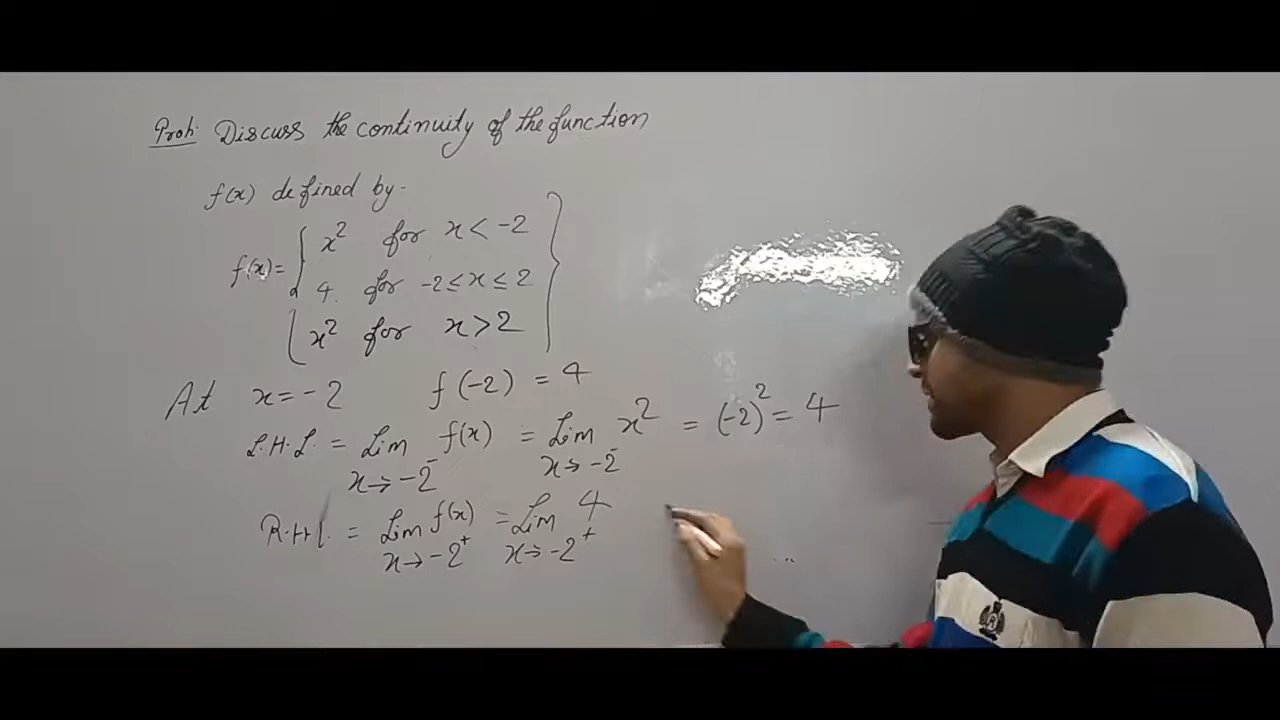 Prob: Discuss the continuity of the function
f(x) defined by-
f(x) = { x² for x < -2
4 for -2 ≤ x ≤ 2
x² for x > 2 }
At x = -2 f(-2) = 4
L.H.L. = Lim f(x) = Lim x² = (-2)² = 4
x→-2⁻ x→-2⁻
R.H.L. = Lim f(x) = Lim 4
x→-2⁺ x→-2⁺